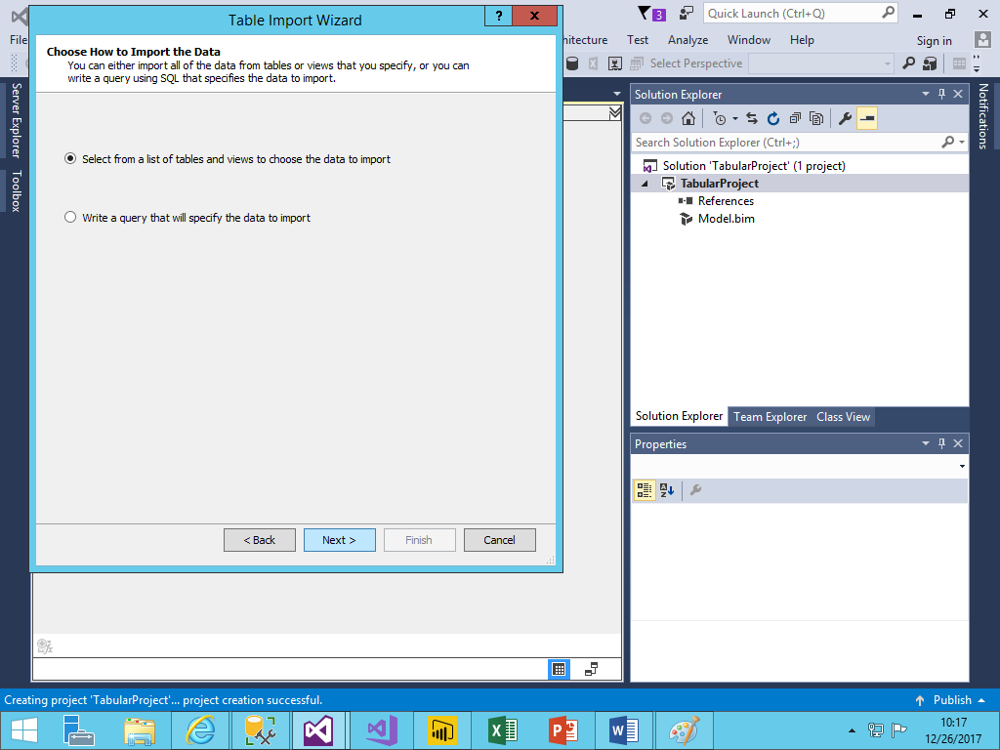 Table Import Wizard
?
x
3
Quick Launch (Ctrl+Q)
File
Test
Analyze
Window
Help
Sign in
Choose How to Import the Data
You can either import all of the data from tables or views that you specify, or you can
write a query using SQL that specifies the data to import.
Select Perspective
Server Explorer
Toolbox
Notifications
Select from a list of tables and views to choose the data to import
Write a query that will specify the data to import
< Back
Next >
Finish
Cancel
Solution Explorer
Search Solution Explorer (Ctrl+;)
Solution 'TabularProject' (1 project)
TabularProject
References
Model.bim
Solution Explorer
Team Explorer
Class View
Properties
Creating project 'TabularProject'... project creation successful.
Publish
10:17
12/26/2017